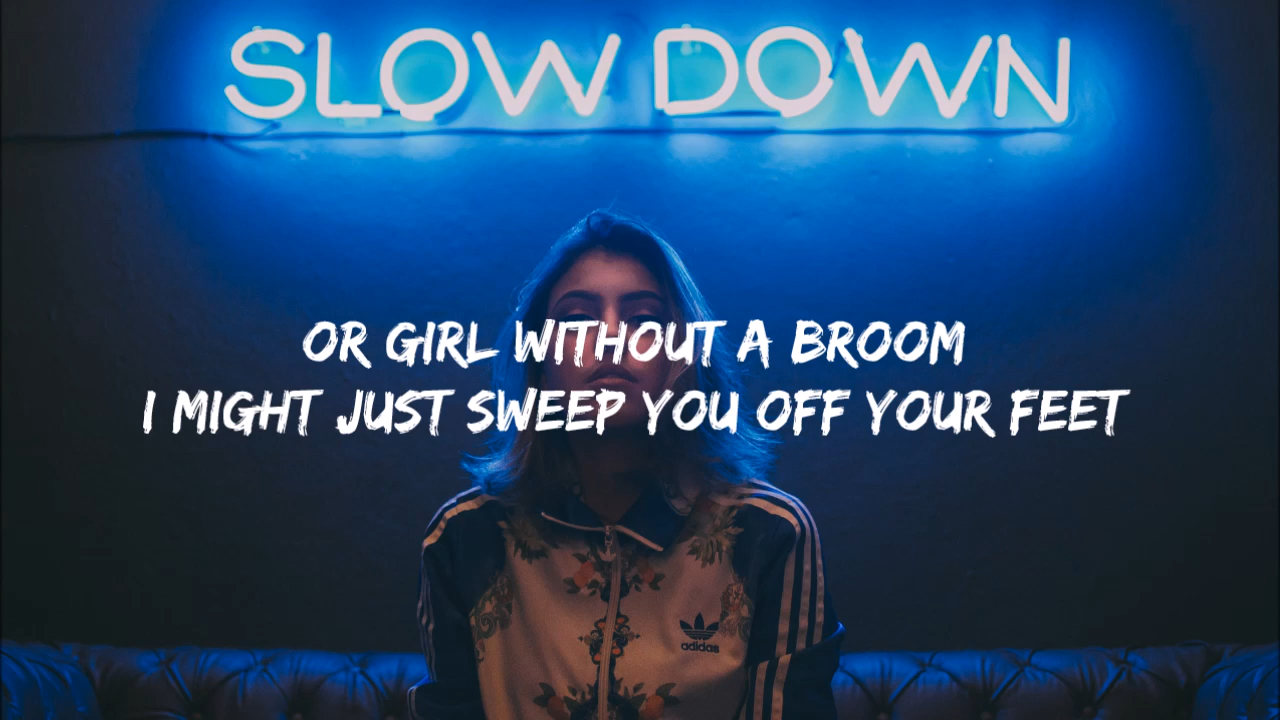 SLOW DOWN
OR GIRL WITHOUT A BROOM
I MIGHT JUST SWEEP YOU OFF YOUR FEET
adidas